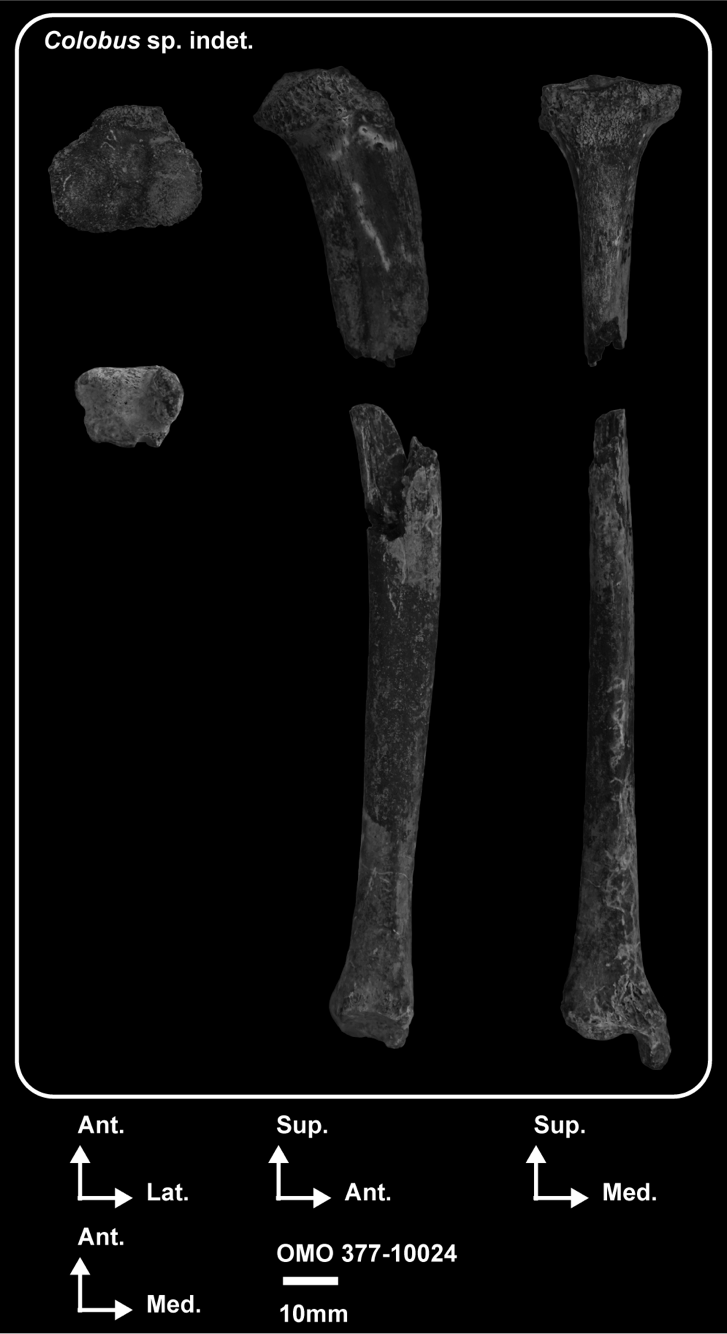 Colobus sp. indet.
Ant.
Lat.
Sup.
Ant.
Sup.
Med.
Ant.
Med.
OMO 377-10024
10mm